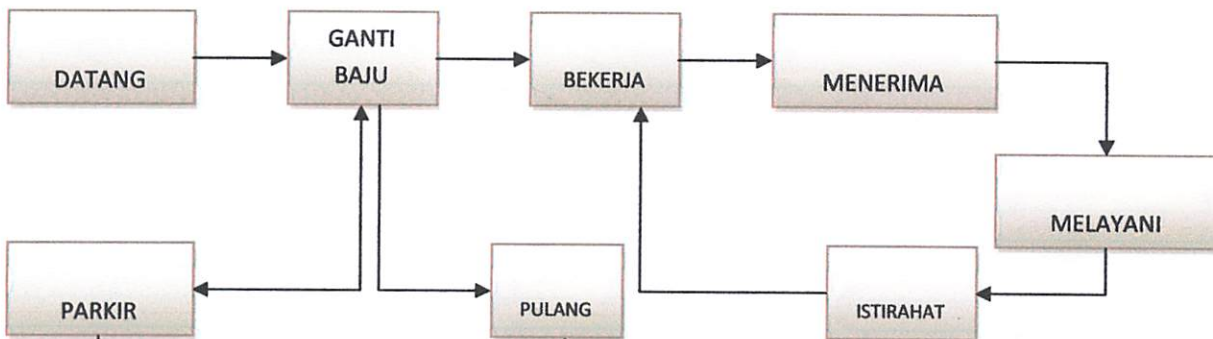 DATANG
GANTI
BAJU
BEKERJA
MENERIMA
MELAYANI
PARKIR
PULANG
ISTIRAHAT